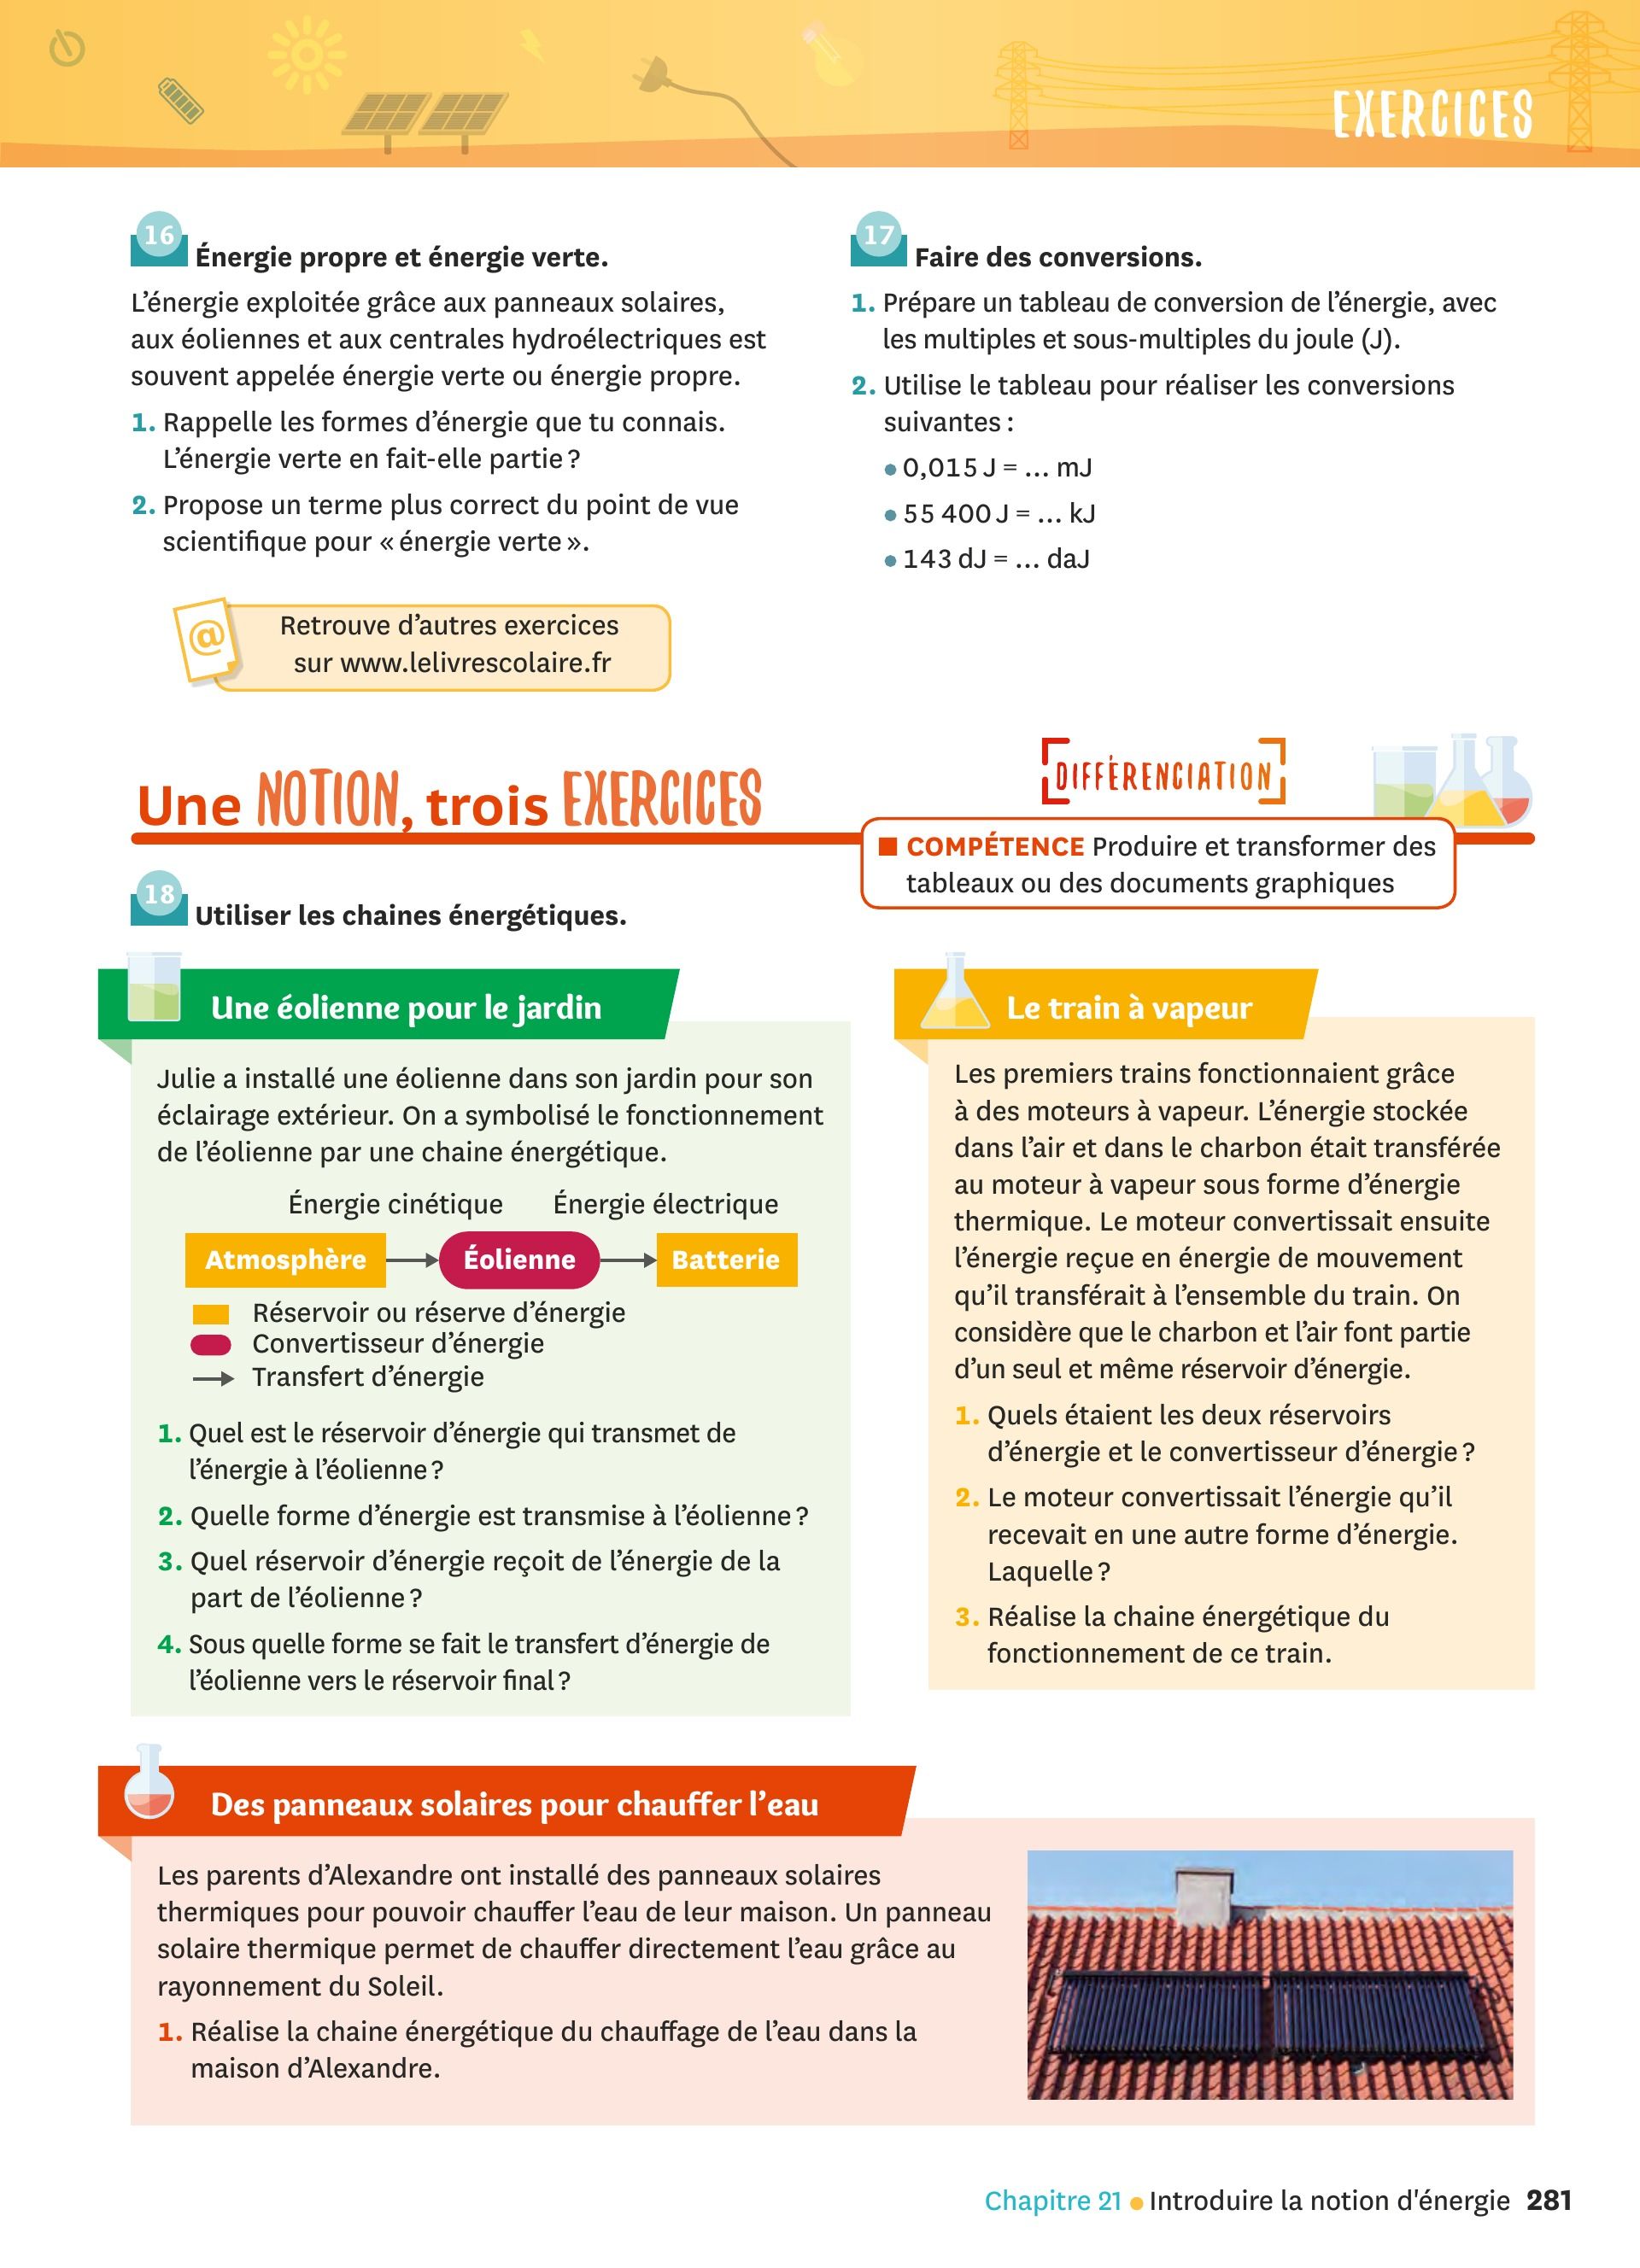 EXERCICES
16 Énergie propre et énergie verte.
L’énergie exploitée grâce aux panneaux solaires,
aux éoliennes et aux centrales hydroélectriques est
souvent appelée énergie verte ou énergie propre.
1. Rappelle les formes d’énergie que tu connais.
L’énergie verte en fait-elle partie ?
2. Propose un terme plus correct du point de vue
scientifique pour « énergie verte ».
@
Retrouve d’autres exercices
sur www.lelivrescolaire.fr
17 Faire des conversions.
1. Prépare un tableau de conversion de l’énergie, avec
les multiples et sous-multiples du joule (J).
2. Utilise le tableau pour réaliser les conversions
suivantes :
• 0,015 J = ... mJ
• 55 400 J = ... kJ
• 143 dJ = ... daJ
Une NOTION, trois EXERCICES
DIFFÉRENCIATION
COMPÉTENCE Produire et transformer des
tableaux ou des documents graphiques
18 Utiliser les chaines énergétiques.
Une éolienne pour le jardin
Julie a installé une éolienne dans son jardin pour son
éclairage extérieur. On a symbolisé le fonctionnement
de l’éolienne par une chaine énergétique.
Énergie cinétique Énergie électrique
Atmosphère Éolienne Batterie
Réservoir ou réserve d’énergie
Convertisseur d’énergie
Transfert d’énergie
1. Quel est le réservoir d’énergie qui transmet de
l’énergie à l’éolienne ?
2. Quelle forme d’énergie est transmise à l’éolienne ?
3. Quel réservoir d’énergie reçoit de l’énergie de la
part de l’éolienne ?
4. Sous quelle forme se fait le transfert d’énergie de
l’éolienne vers le réservoir final ?
Le train à vapeur
Les premiers trains fonctionnaient grâce
à des moteurs à vapeur. L’énergie stockée
dans l’air et dans le charbon était transférée
au moteur à vapeur sous forme d’énergie
thermique. Le moteur convertissait ensuite
l’énergie reçue en énergie de mouvement
qu’il transférait à l’ensemble du train. On
considère que le charbon et l’air font partie
d’un seul et même réservoir d’énergie.
1. Quels étaient les deux réservoirs
d’énergie et le convertisseur d’énergie ?
2. Le moteur convertissait l’énergie qu’il
recevait en une autre forme d’énergie.
Laquelle ?
3. Réalise la chaine énergétique du
fonctionnement de ce train.
Des panneaux solaires pour chauffer l’eau
Les parents d’Alexandre ont installé des panneaux solaires
thermiques pour pouvoir chauffer l’eau de leur maison. Un panneau
solaire thermique permet de chauffer directement l’eau grâce au
rayonnement du Soleil.
1. Réalise la chaine énergétique du chauffage de l’eau dans la
maison d’Alexandre.
Chapitre 21 • Introduire la notion d'énergie 281